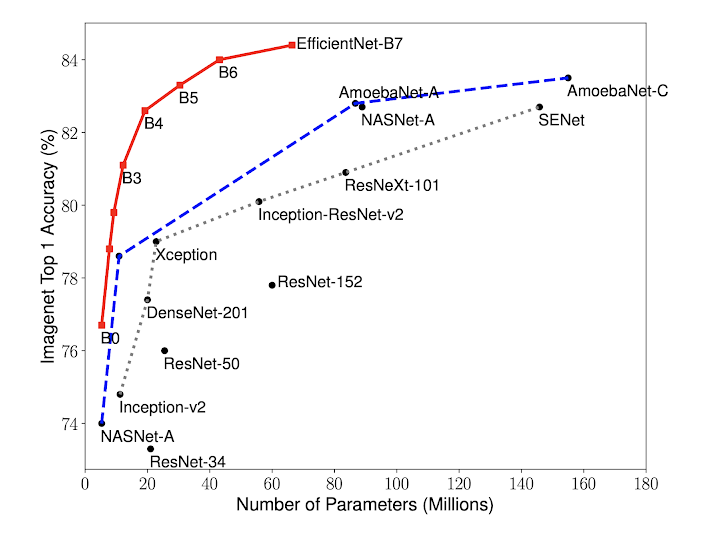 EfficientNet-B7
84
B6
AmoebaNet-A
AmoebaNet-C
B5
NASNet-A
SENet
B4
82
B3
ResNeXt-101
80
Inception-ResNet-v2
Xception
78
ResNet-152
DenseNet-201
B0
76
ResNet-50
Inception-v2
74
NASNet-A
ResNet-34
Imagenet Top 1 Accuracy (%)
0 20 40 60 80 100 120 140 160 180
Number of Parameters (Millions)